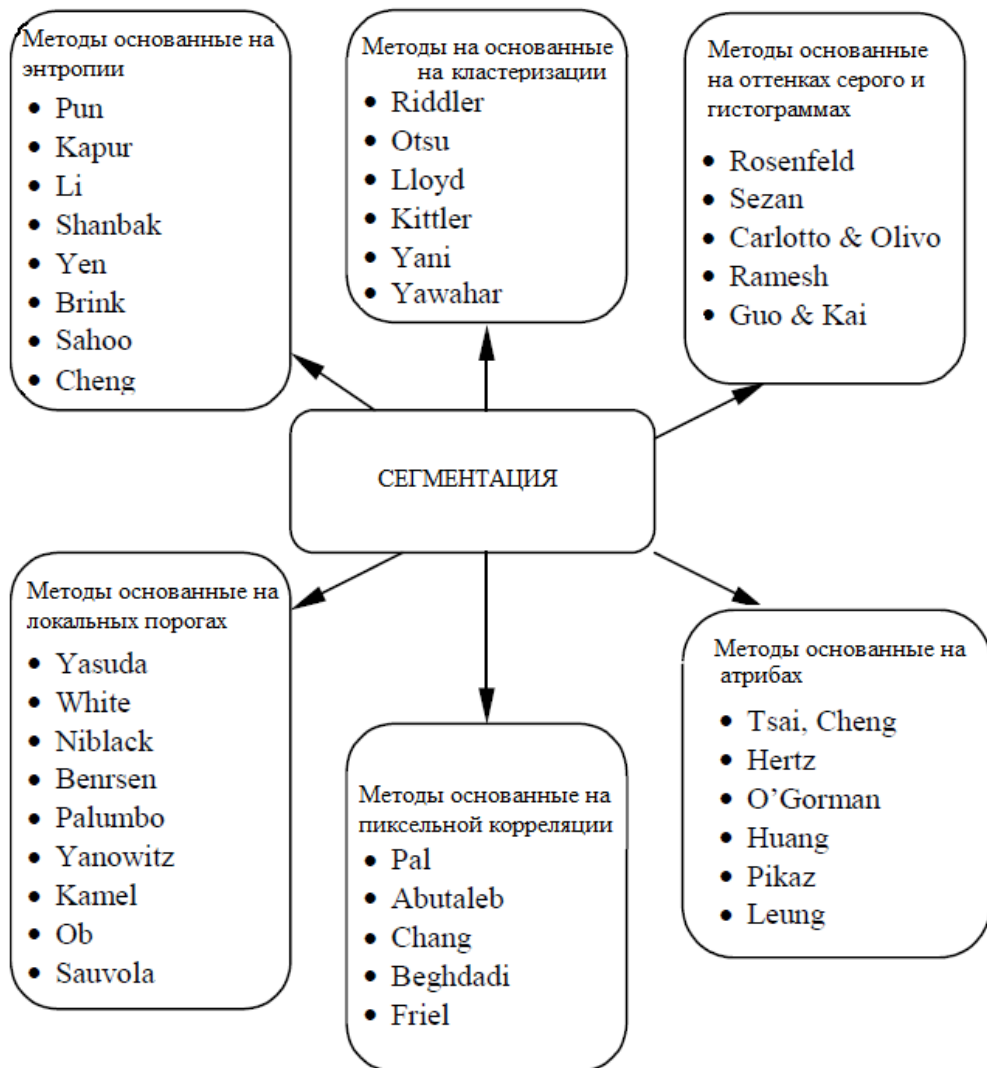 Методы основанные на
энтропии
• Pun
• Kapur
• Li
• Shanbak
• Yen
• Brink
• Sahoo
• Cheng
Методы на основанные
на кластеризации
• Riddler
• Otsu
• Lloyd
• Kittler
• Yani
• Yawahar
Методы основанные
на оттенках серого и
гистограммах
• Rosenfeld
• Sezan
• Carlotto & Olivo
• Ramesh
• Guo & Kai
СЕГМЕНТАЦИЯ
Методы основанные на
локальных порогах
• Yasuda
• White
• Niblack
• Benrsen
• Palumbo
• Yanowitz
• Kamel
• Ob
• Sauvola
Методы основанные на
пиксельной корреляции
• Pal
• Abutaleb
• Chang
• Beghdadi
• Friel
Методы основанные на
атрибах
• Tsai, Cheng
• Hertz
• O’Gorman
• Huang
• Pikaz
• Leung